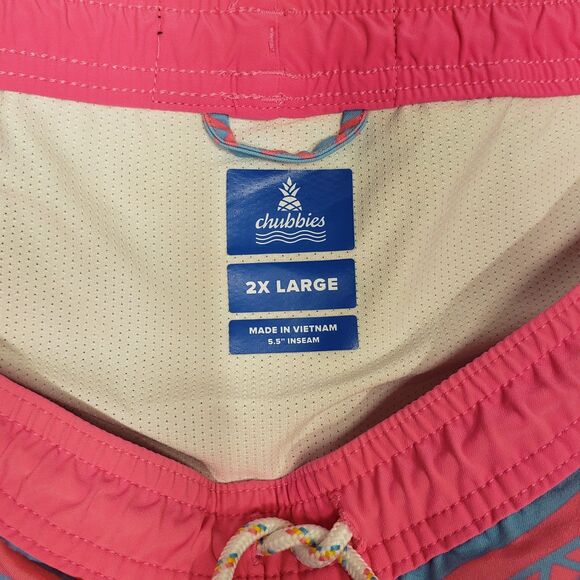 chubbies
2X LARGE
MADE IN VIETNAM
5.5" INSEAM